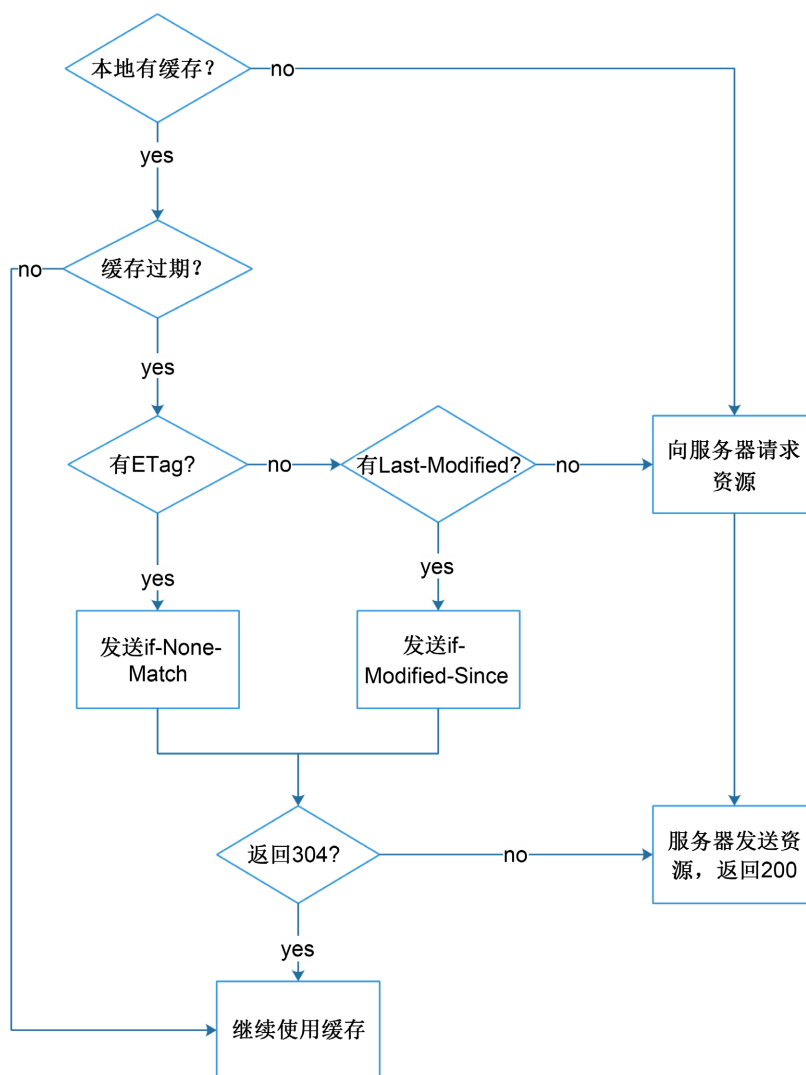 本地有缓存？
no
yes
缓存过期？
no
yes
有ETag?
no
有Last-Modified?
no
向服务器请求
资源
yes
yes
发送if-None-
Match
发送if-
Modified-Since
返回304?
no
服务器发送资
源，返回200
yes
继续使用缓存